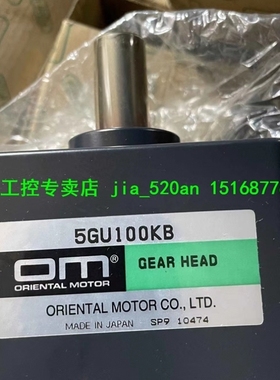 工控专卖店 jia_520an 1516877
5GU100KB
om®
ORIENTAL MOTOR
GEAR HEAD
ORIENTAL MOTOR CO., LTD.
MADE IN JAPAN SP9 10474